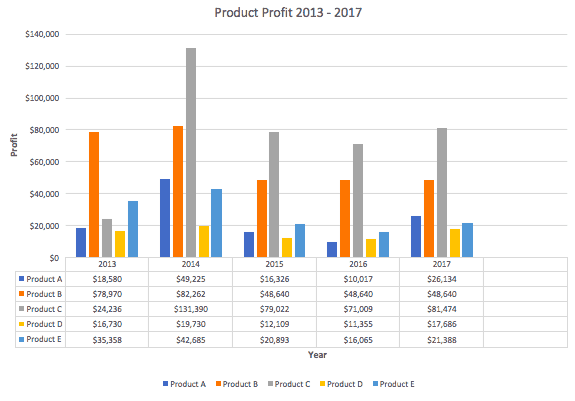 Product Profit 2013 - 2017
$140,000
$120,000
$100,000
$80,000
$60,000
$40,000
$20,000
$0
Profit
2013 2014 2015 2016 2017
Product A $18,580 $49,225 $16,326 $10,017 $26,134
Product B $78,970 $82,262 $48,640 $48,640 $48,640
Product C $24,236 $131,390 $79,022 $71,009 $81,474
Product D $16,730 $19,730 $12,109 $11,355 $17,686
Product E $35,358 $42,685 $20,893 $16,065 $21,388
Year
Product A Product B Product C Product D Product E